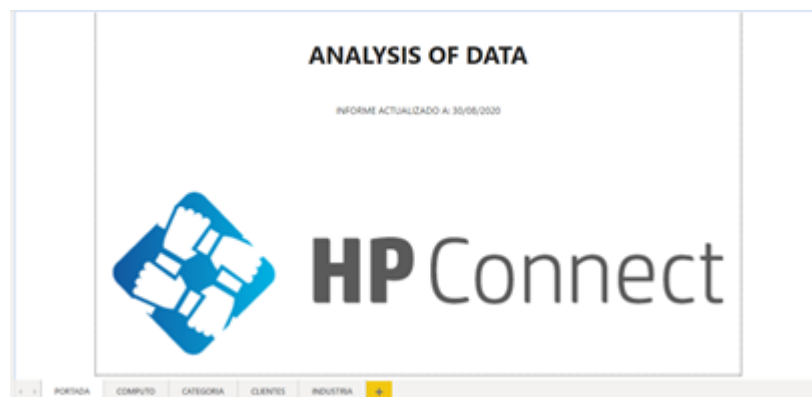 ANALYSIS OF DATA
INFORME ACTUALIZADO A: 30/08/2020
HP Connect
PORTADA COMPUTO CATEGORIA CLIENTES INDUSTRIA +